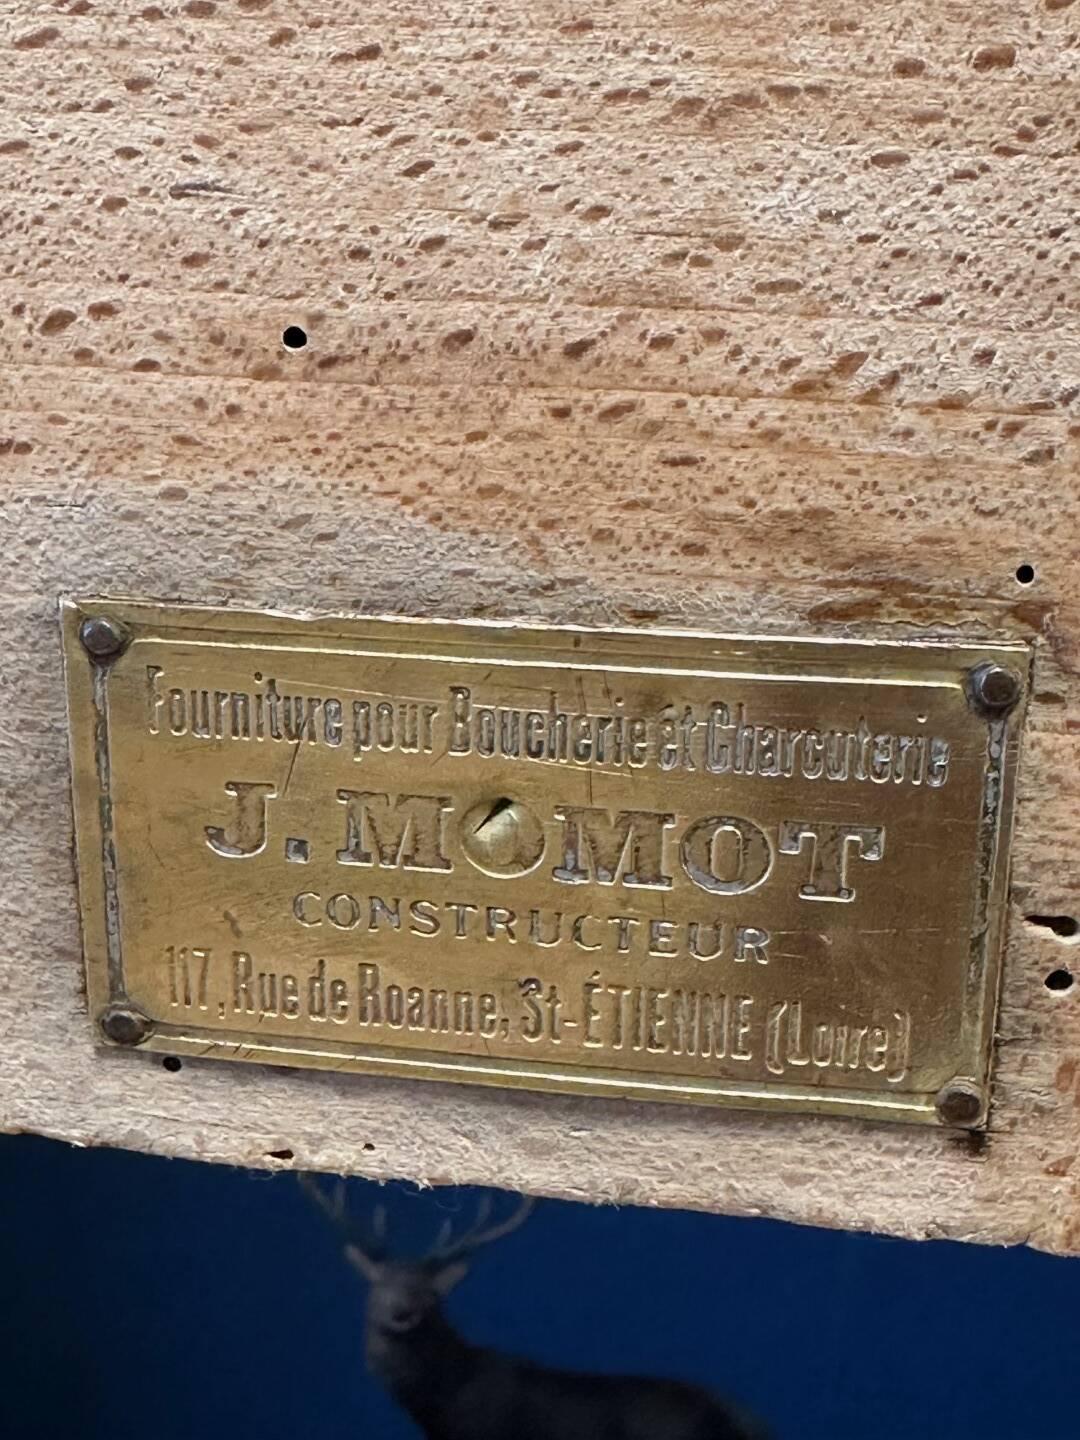 Fourniture pour Boucherie et Charcuterie
J. MOMOT
CONSTRUCTEUR
117, Rue de Roanne, St-ÉTIENNE (Loire)